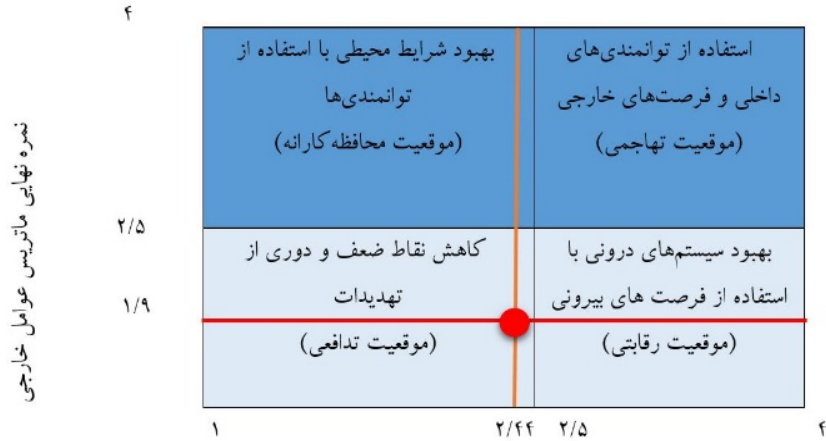 ۴
استفاده از توانمندی‌های
داخلی و فرصت‌های خارجی
(موقعیت تهاجمی)
بهبود شرایط محیطی با استفاده از
توانمندی‌ها
(موقعیت محافظه‌کارانه)
۲/۵
بهبود سیستم‌های درونی با
استفاده از فرصت های بیرونی
(موقعیت رقابتی)
کاهش نقاط ضعف و دوری از
تهدیدات
(موقعیت تدافعی)
۱/۹
نمره نهایی ماتریس عوامل خارجی
۱
۲/۴۴
۲/۵
۴